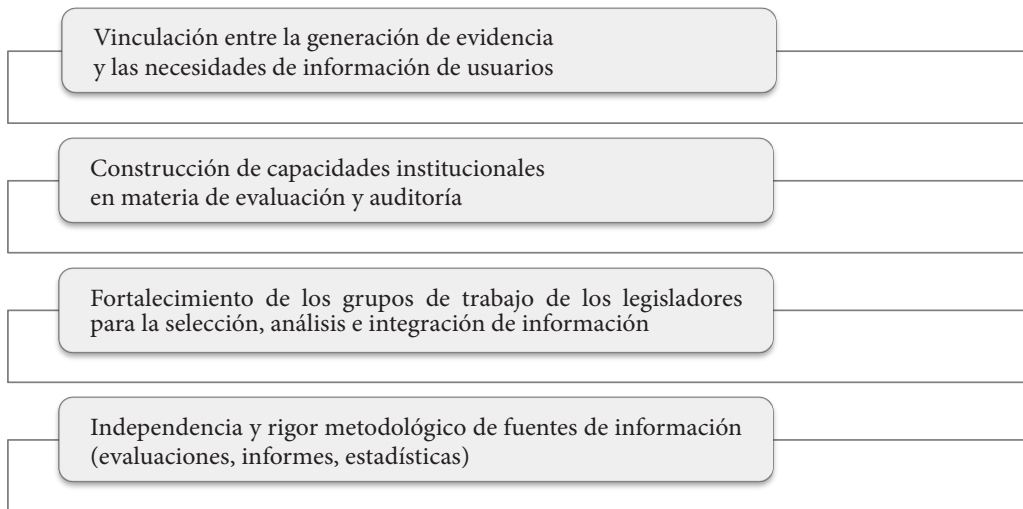 Vinculación entre la generación de evidencia
y las necesidades de información de usuarios
Construcción de capacidades institucionales
en materia de evaluación y auditoría
Fortalecimiento de los grupos de trabajo de los legisladores
para la selección, análisis e integración de información
Independencia y rigor metodológico de fuentes de información
(evaluaciones, informes, estadísticas)